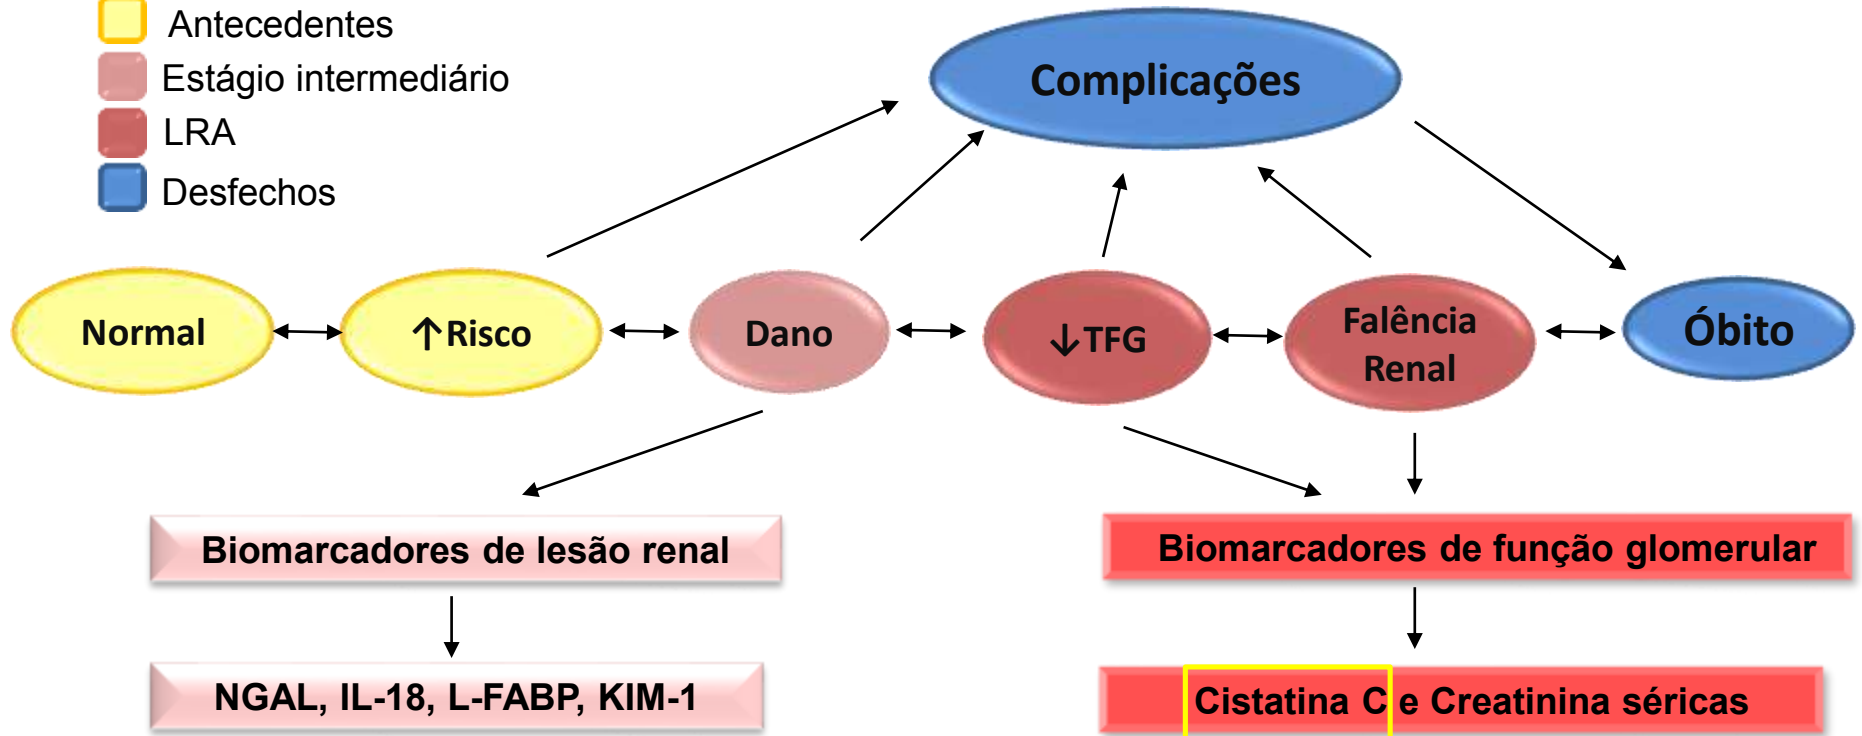 Antecedentes
Estágio intermediário
LRA
Desfechos
Complicações
Normal
↑Risco
Dano
↓TFG
Falência
Renal
Óbito
Biomarcadores de lesão renal
Biomarcadores de função glomerular
NGAL, IL-18, L-FABP, KIM-1
Cistatina C e Creatinina séricas